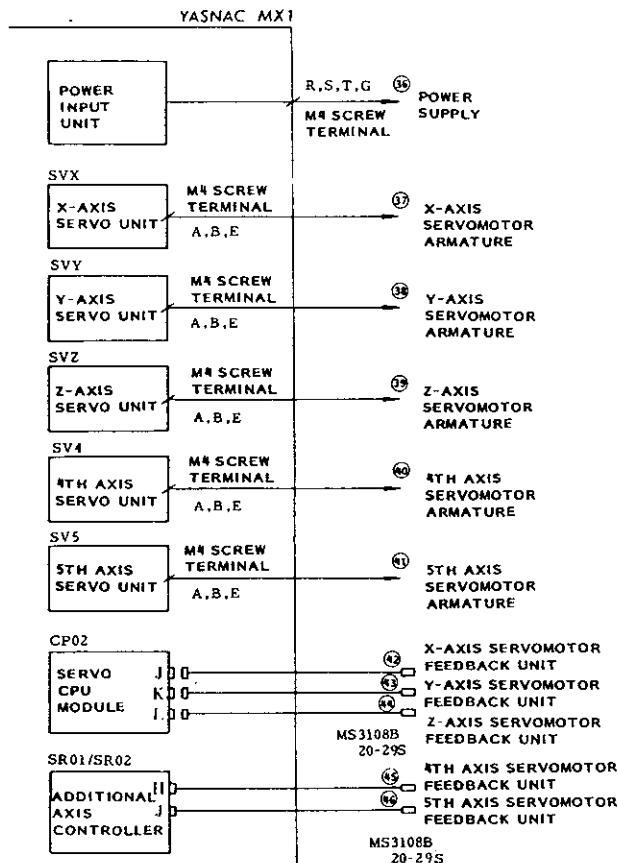 YASNAC MX1
POWER
INPUT
UNIT
R,S,T,G
M4 SCREW
TERMINAL
36
POWER
SUPPLY
SVX
X-AXIS
SERVO UNIT
M4 SCREW
TERMINAL
A,B,E
37
X-AXIS
SERVOMOTOR
ARMATURE
SVY
Y-AXIS
SERVO UNIT
M4 SCREW
TERMINAL
A,B,E
38
Y-AXIS
SERVOMOTOR
ARMATURE
SVZ
Z-AXIS
SERVO UNIT
M4 SCREW
TERMINAL
A,B,E
39
Z-AXIS
SERVOMOTOR
ARMATURE
SV4
4TH AXIS
SERVO UNIT
M4 SCREW
TERMINAL
A,B,E
40
4TH AXIS
SERVOMOTOR
ARMATURE
SV5
5TH AXIS
SERVO UNIT
M4 SCREW
TERMINAL
A,B,E
41
5TH AXIS
SERVOMOTOR
ARMATURE
CP02
SERVO
CPU
MODULE
J
K
L
42
X-AXIS SERVOMOTOR
FEEDBACK UNIT
43
Y-AXIS SERVOMOTOR
FEEDBACK UNIT
44
Z-AXIS SERVOMOTOR
FEEDBACK UNIT
MS3108B
20-29S
SR01/SR02
ADDITIONAL
AXIS
CONTROLLER
H
J
45
4TH AXIS SERVOMOTOR
FEEDBACK UNIT
46
5TH AXIS SERVOMOTOR
FEEDBACK UNIT
MS3108B
20-29S